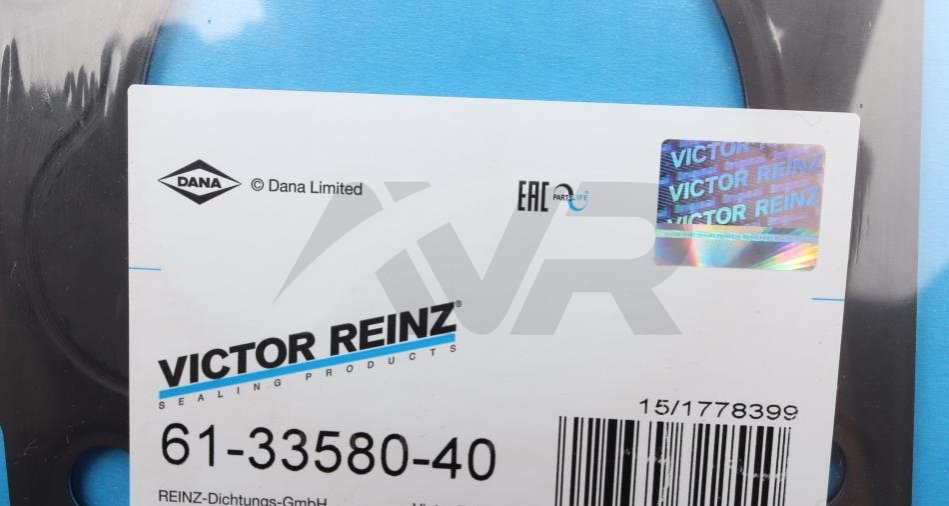 DANA
© Dana Limited
EAC
PARTSLIFE
VICTOR REINZ
VICTOR REINZ
VICTOR REINZ
AVR
VICTOR REINZ®
SEALING PRODUCTS
15/1778399
61-33580-40
REINZ-Dichtungs-GmbH